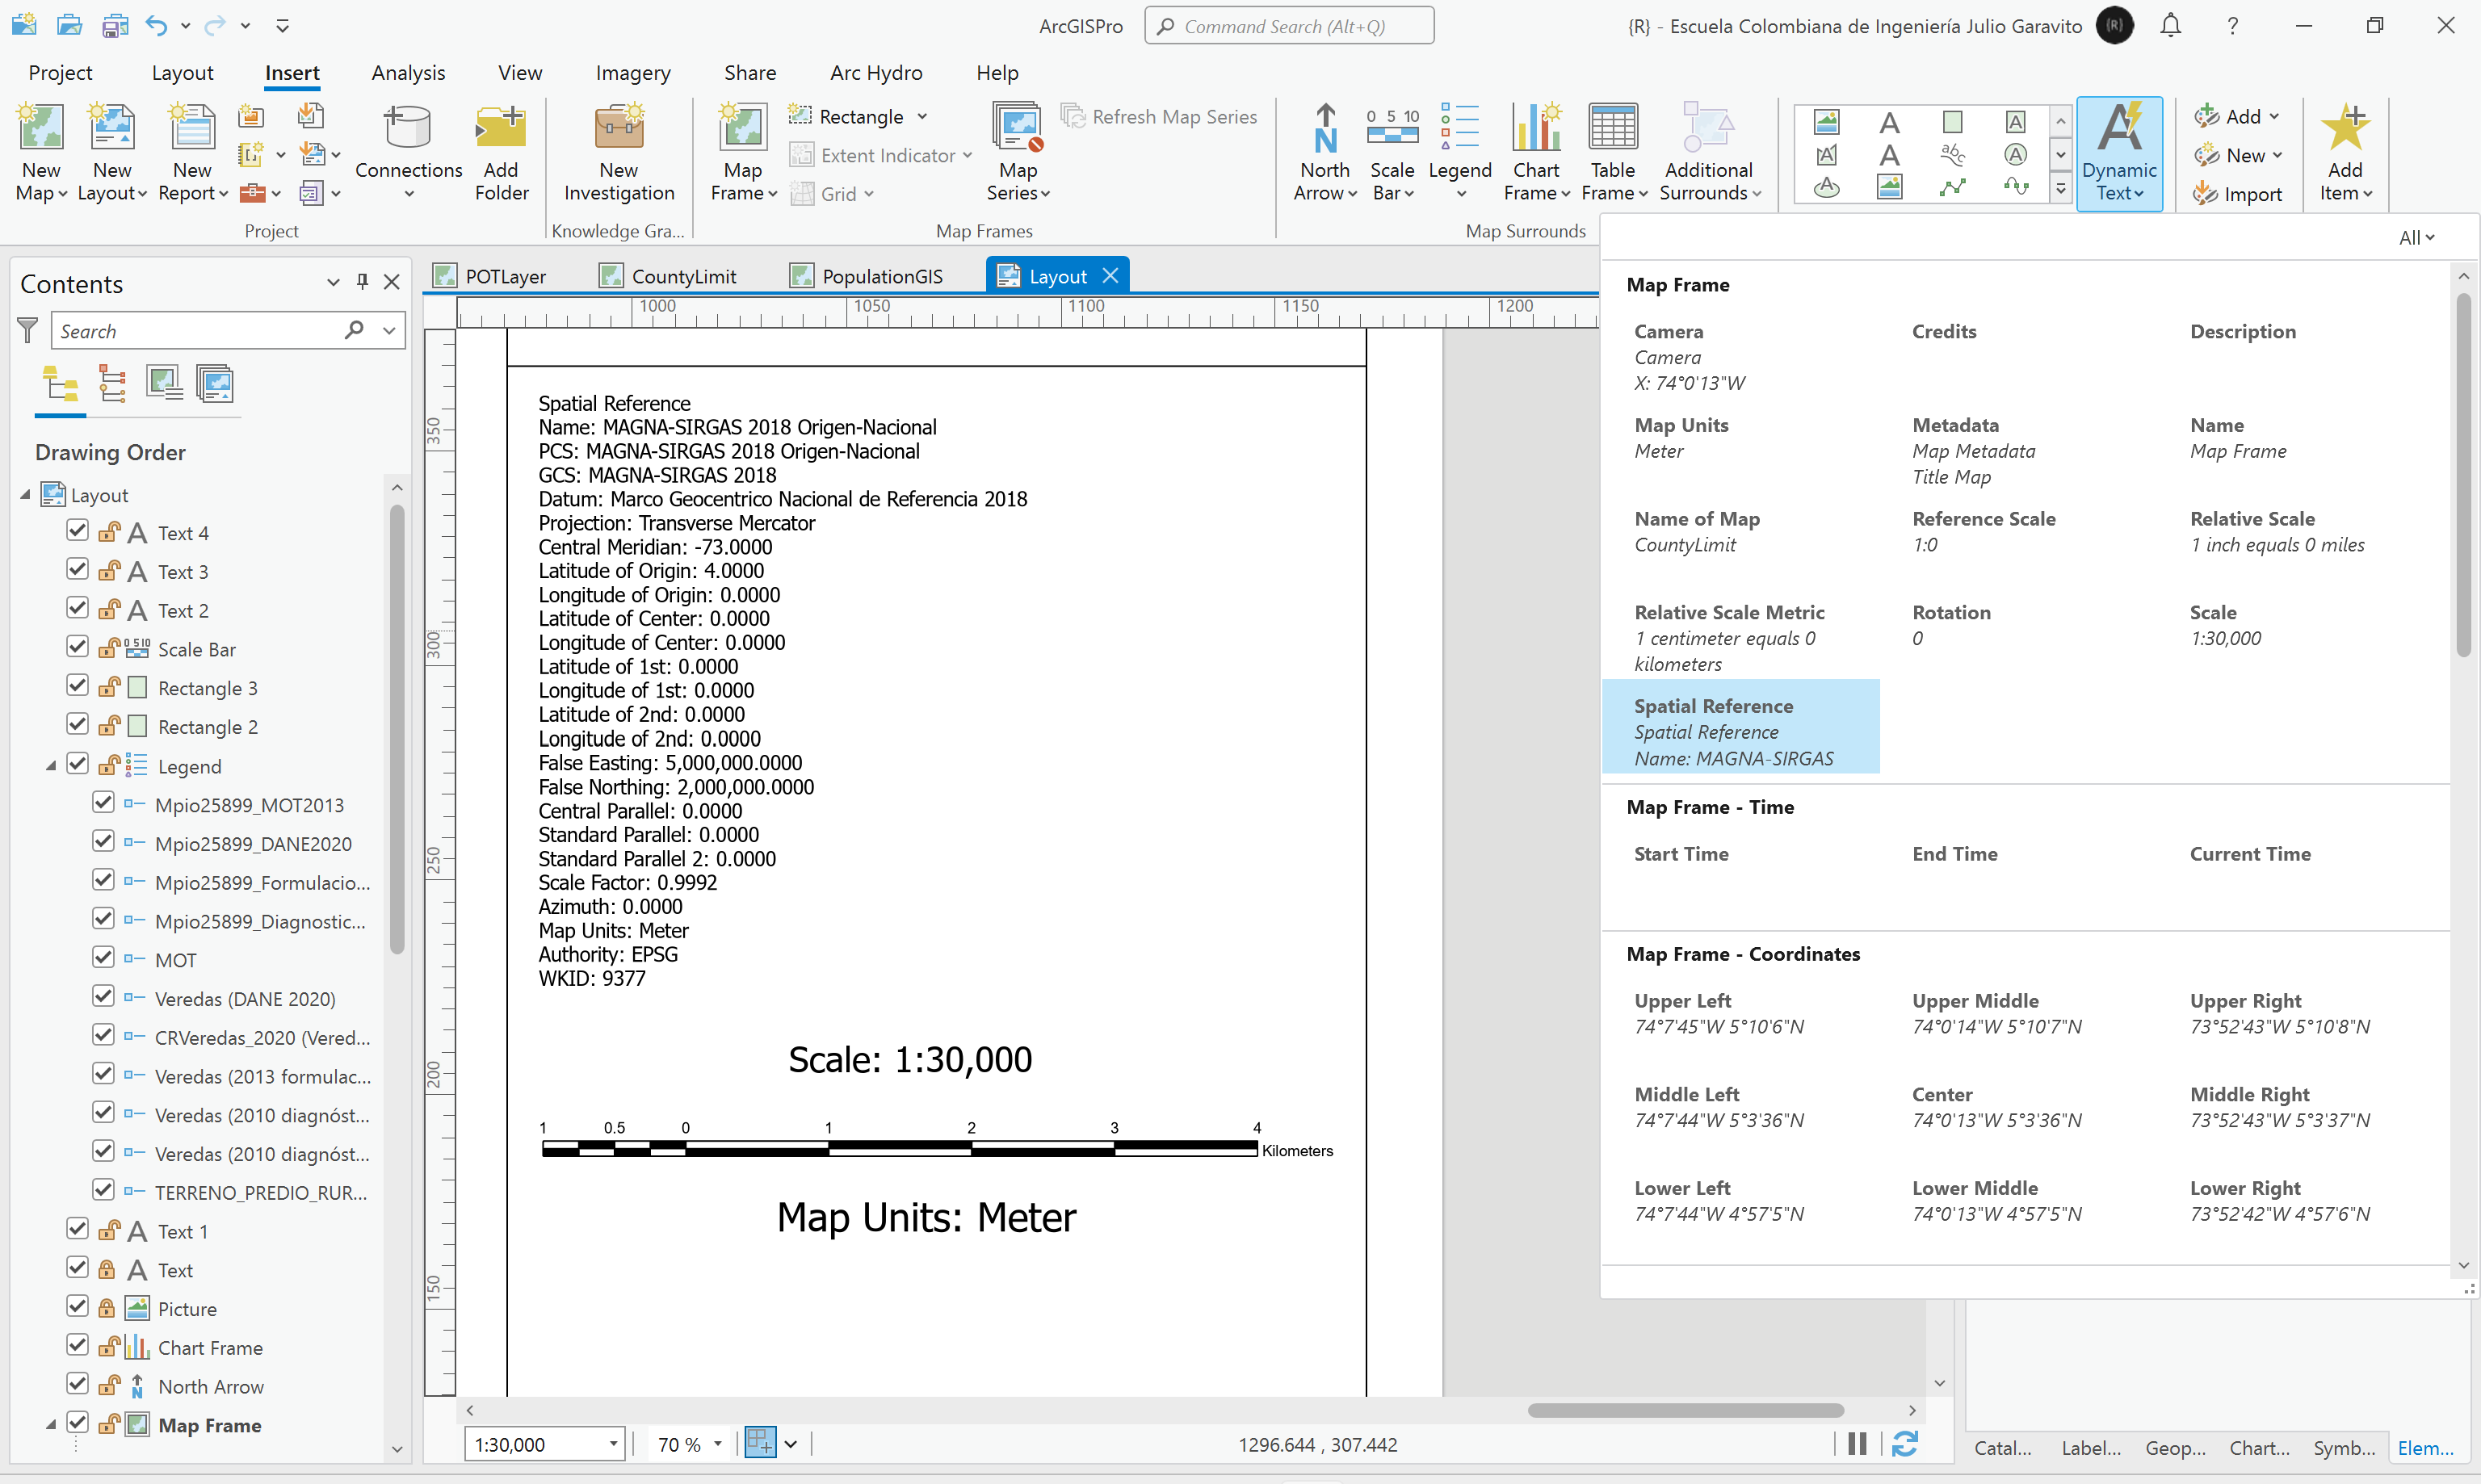 ArcGISPro
Command Search (Alt+Q)
{R} - Escuela Colombiana de Ingeniería Julio Garavito
{R}
?
Project
Layout
Insert
Analysis
View
Imagery
Share
Arc Hydro
Help
New Map
New Layout
New Report
Connections
Add Folder
Project
New Investigation
Knowledge Gra...
Map Frame
Rectangle
Extent Indicator
Grid
Map Series
Refresh Map Series
Map Frames
N
North Arrow
0 5 10
Scale Bar
Legend
Chart Frame
Table Frame
Additional Surrounds
Map Surrounds
Dynamic Text
Add
New
Import
Add Item
Contents
Search
Drawing Order
Layout
Text 4
Text 3
Text 2
Scale Bar
Rectangle 3
Rectangle 2
Legend
Mpio25899_MOT2013
Mpio25899_DANE2020
Mpio25899_Formulacio...
Mpio25899_Diagnostic...
MOT
Veredas (DANE 2020)
CRVeredas_2020 (Vered...
Veredas (2013 formulac...
Veredas (2010 diagnóst...
Veredas (2010 diagnóst...
TERRENO_PREDIO_RUR...
Text 1
Text
Picture
Chart Frame
North Arrow
Map Frame
POTLayer
CountyLimit
PopulationGIS
Layout
1000
1050
1100
1150
1200
350
300
250
200
150
Spatial Reference
Name: MAGNA-SIRGAS 2018 Origen-Nacional
PCS: MAGNA-SIRGAS 2018 Origen-Nacional
GCS: MAGNA-SIRGAS 2018
Datum: Marco Geocentrico Nacional de Referencia 2018
Projection: Transverse Mercator
Central Meridian: -73.0000
Latitude of Origin: 4.0000
Longitude of Origin: 0.0000
Latitude of Center: 0.0000
Longitude of Center: 0.0000
Latitude of 1st: 0.0000
Longitude of 1st: 0.0000
Latitude of 2nd: 0.0000
Longitude of 2nd: 0.0000
False Easting: 5,000,000.0000
False Northing: 2,000,000.0000
Central Parallel: 0.0000
Standard Parallel: 0.0000
Standard Parallel 2: 0.0000
Scale Factor: 0.9992
Azimuth: 0.0000
Map Units: Meter
Authority: EPSG
WKID: 9377
Scale: 1:30,000
1 0.5 0 1 2 3 4
Kilometers
Map Units: Meter
1:30,000
70 %
1296.644 , 307.442
All
Map Frame
Camera
Camera
X: 74°0'13"W
Credits
Description
Map Units
Meter
Metadata
Map Metadata
Title Map
Name
Map Frame
Name of Map
CountyLimit
Reference Scale
1:0
Relative Scale
1 inch equals 0 miles
Relative Scale Metric
1 centimeter equals 0
kilometers
Rotation
0
Scale
1:30,000
Spatial Reference
Spatial Reference
Name: MAGNA-SIRGAS
Map Frame - Time
Start Time
End Time
Current Time
Map Frame - Coordinates
Upper Left
74°7'45"W 5°10'6"N
Upper Middle
74°0'14"W 5°10'7"N
Upper Right
73°52'43"W 5°10'8"N
Middle Left
74°7'44"W 5°3'36"N
Center
74°0'13"W 5°3'36"N
Middle Right
73°52'43"W 5°3'37"N
Lower Left
74°7'44"W 4°57'5"N
Lower Middle
74°0'13"W 4°57'5"N
Lower Right
73°52'42"W 4°57'6"N
Catal...
Label...
Geop...
Chart...
Symb...
Elem...